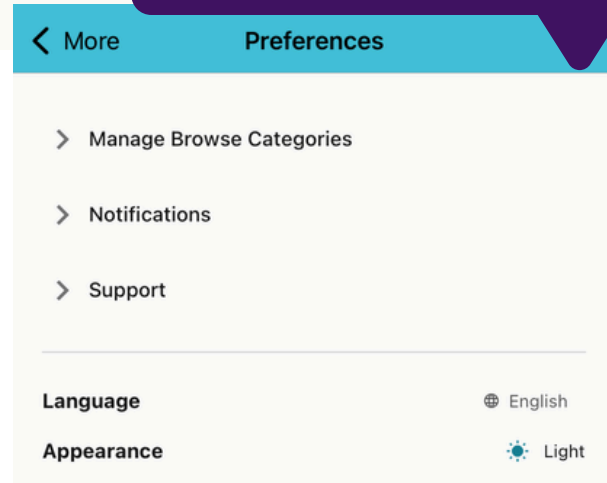 More
Preferences
Manage Browse Categories
Notifications
Support
Language
English
Appearance
Light